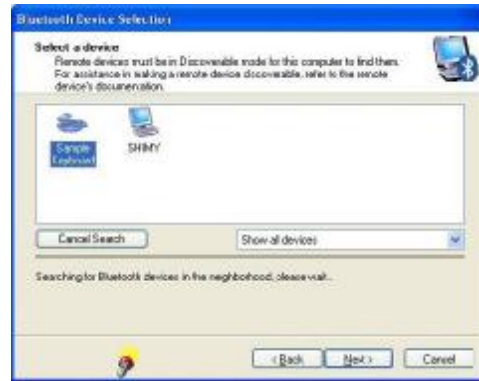 Bluetooth Device Selection
Select a device
Remote devices must be in Discoverable mode for this computer to find them.
For assistance in making a remote device discoverable, refer to the remote
device's documentation.
Sample
Keyboard
SHIMY
Cancel Search
Show all devices
Searching for Bluetooth devices in the neighborhood, please wait...
< Back
Next >
Cancel